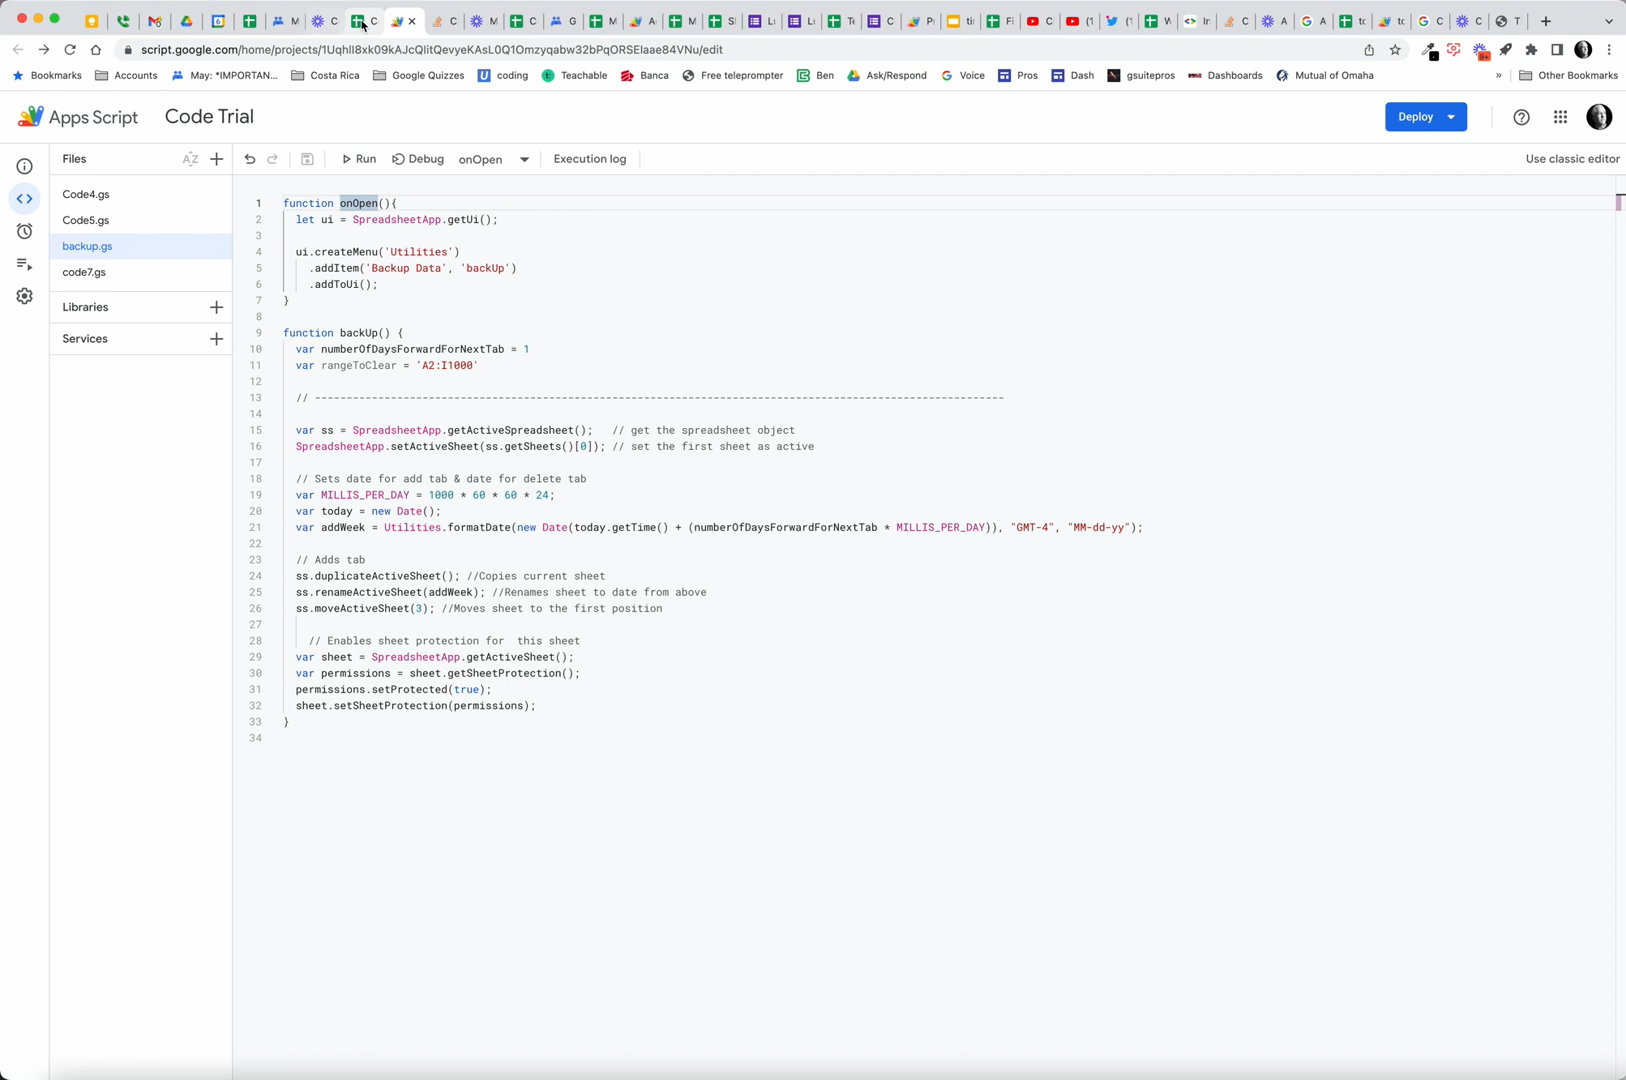 M
C
C
C
M
C
G
M
A
M
S
L
L
T
C
P
ti
Fi
C
(1
(1
W
In
C
A
A
tc
tc
C
C
T
script.google.com/home/projects/1Uqhll8xk09kAJcQIitQevyeKAsL0Q1Omzyqabw32bPqORSEIaae84VNu/edit
9+
Bookmarks
Accounts
May: *IMPORTAN...
Costa Rica
Google Quizzes
coding
Teachable
Banca
Free teleprompter
Ben
Ask/Respond
Voice
Pros
Dash
gsuitepros
Dashboards
Mutual of Omaha
»
Other Bookmarks
Apps Script
Code Trial
Deploy
Files
AZ
Run
Debug
onOpen
Execution log
Use classic editor
Code4.gs
Code5.gs
backup.gs
code7.gs
Libraries
Services
1 function onOpen(){
2 let ui = SpreadsheetApp.getUi();
3
4 ui.createMenu('Utilities')
5 .addItem('Backup Data', 'backUp')
6 .addToUi();
7 }
8
9 function backUp() {
10 var numberOfDaysForwardForNextTab = 1
11 var rangeToClear = 'A2:I1000'
12
13 // -------------------------------------------------------------------------------------------------------------
14
15 var ss = SpreadsheetApp.getActiveSpreadsheet();   // get the spreadsheet object
16 SpreadsheetApp.setActiveSheet(ss.getSheets()[0]); // set the first sheet as active
17
18 // Sets date for add tab & date for delete tab
19 var MILLIS_PER_DAY = 1000 * 60 * 60 * 24;
20 var today = new Date();
21 var addWeek = Utilities.formatDate(new Date(today.getTime() + (numberOfDaysForwardForNextTab * MILLIS_PER_DAY)), "GMT-4", "MM-dd-yy");
22
23 // Adds tab
24 ss.duplicateActiveSheet(); //Copies current sheet
25 ss.renameActiveSheet(addWeek); //Renames sheet to date from above
26 ss.moveActiveSheet(3); //Moves sheet to the first position
27
28 // Enables sheet protection for  this sheet
29 var sheet = SpreadsheetApp.getActiveSheet();
30 var permissions = sheet.getSheetProtection();
31 permissions.setProtected(true);
32 sheet.setSheetProtection(permissions);
33 }
34